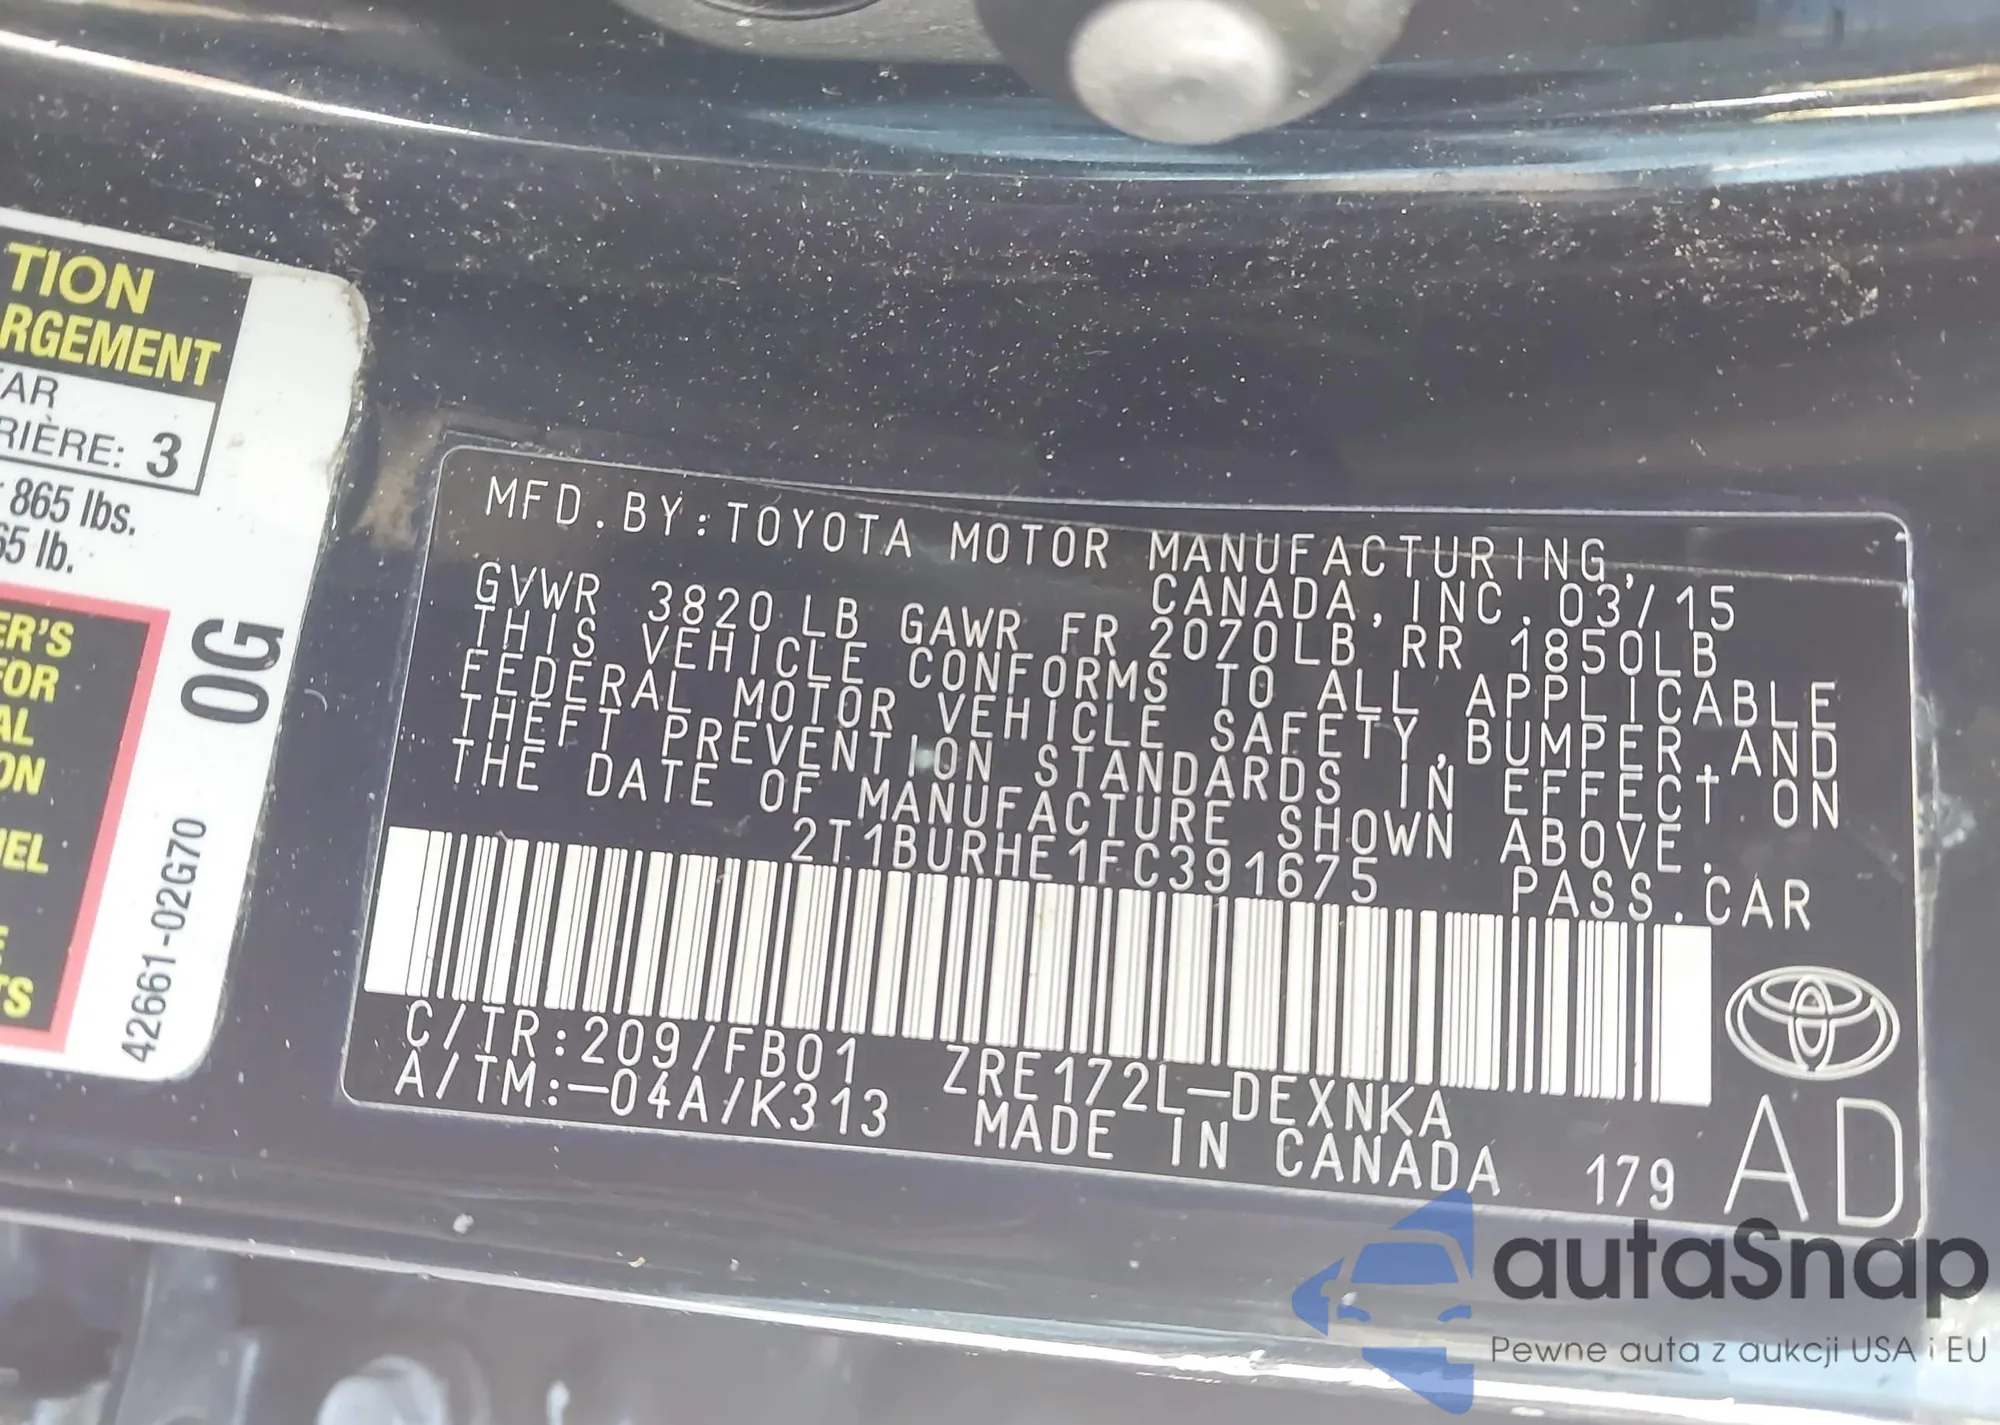 TION
RGEMENT
AR
RIÈRE: 3
865 lbs.
65 lb.
ER'S
FOR
AL
ON
EL
E
TS
0G
42661-02G70
MFD.BY:TOYOTA MOTOR MANUFACTURING,
CANADA, INC. 03/15
GVWR 3820LB GAWR FR 2070LB RR 1850LB
THIS VEHICLE CONFORMS TO ALL APPLICABLE
FEDERAL MOTOR VEHICLE SAFETY,BUMPER,AND
THEFT PREVENTION STANDARDS IN EFFECT ON
THE DATE OF MANUFACTURE SHOWN ABOVE.
2T1BURHE1FC391675 PASS.CAR
C/TR:209/FB01 ZRE172L-DEXNKA
A/TM:-04A/K313 MADE IN CANADA 179
AD
autaSnap
Pewne auta z aukcji USA i EU